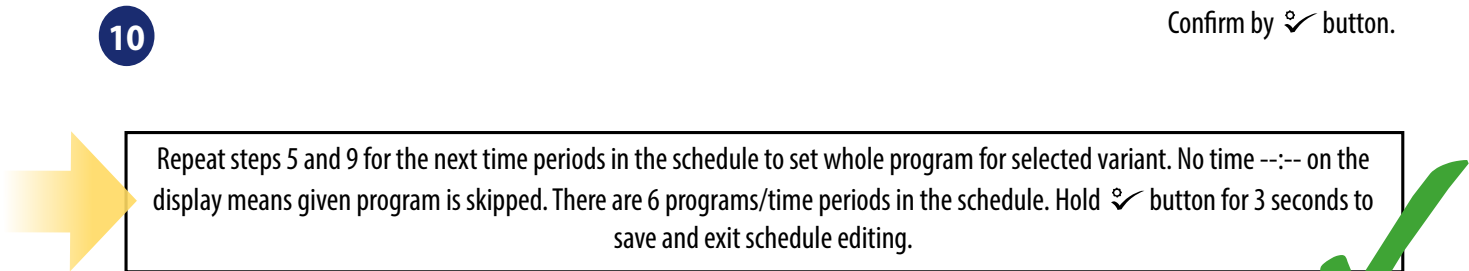 10
Confirm by button.
Repeat steps 5 and 9 for the next time periods in the schedule to set whole program for selected variant. No time --:-- on the
display means given program is skipped. There are 6 programs/time periods in the schedule. Hold button for 3 seconds to
save and exit schedule editing.